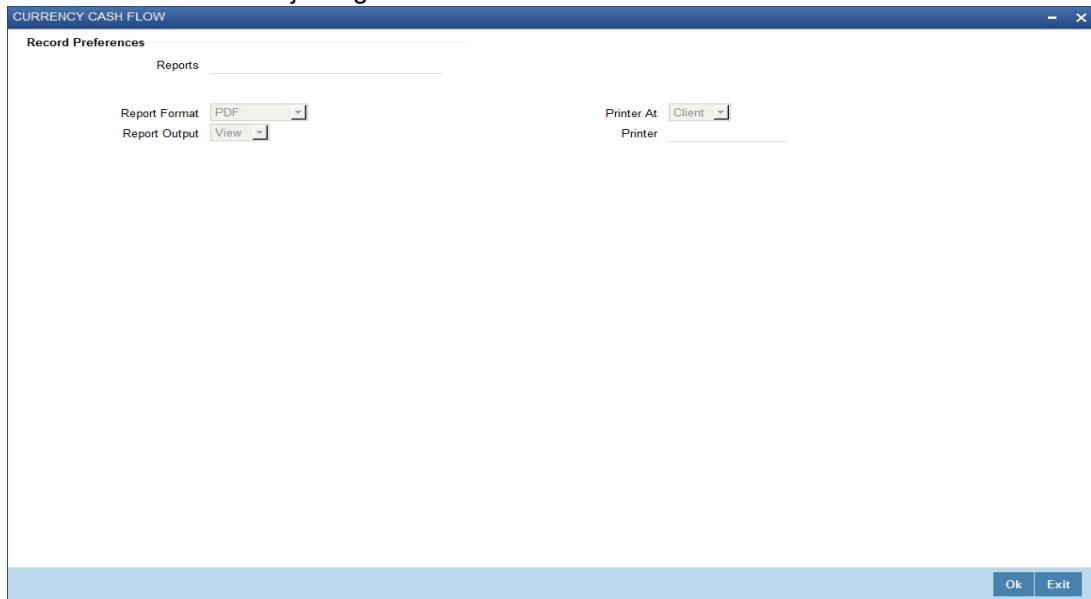 CURRENCY CASH FLOW
Record Preferences
Reports
Report Format PDF Printer At Client
Report Output View Printer
Ok Exit